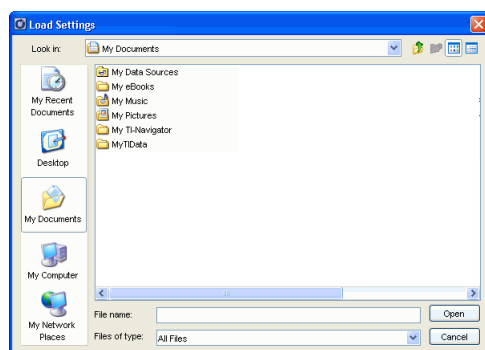 Load Settings
Look in:
My Documents
My Recent
Documents
Desktop
My Documents
My Computer
My Network
Places
My Data Sources
My eBooks
My Music
My Pictures
My TI-Navigator
MyTIData
File name:
Open
Files of type:
All Files
Cancel